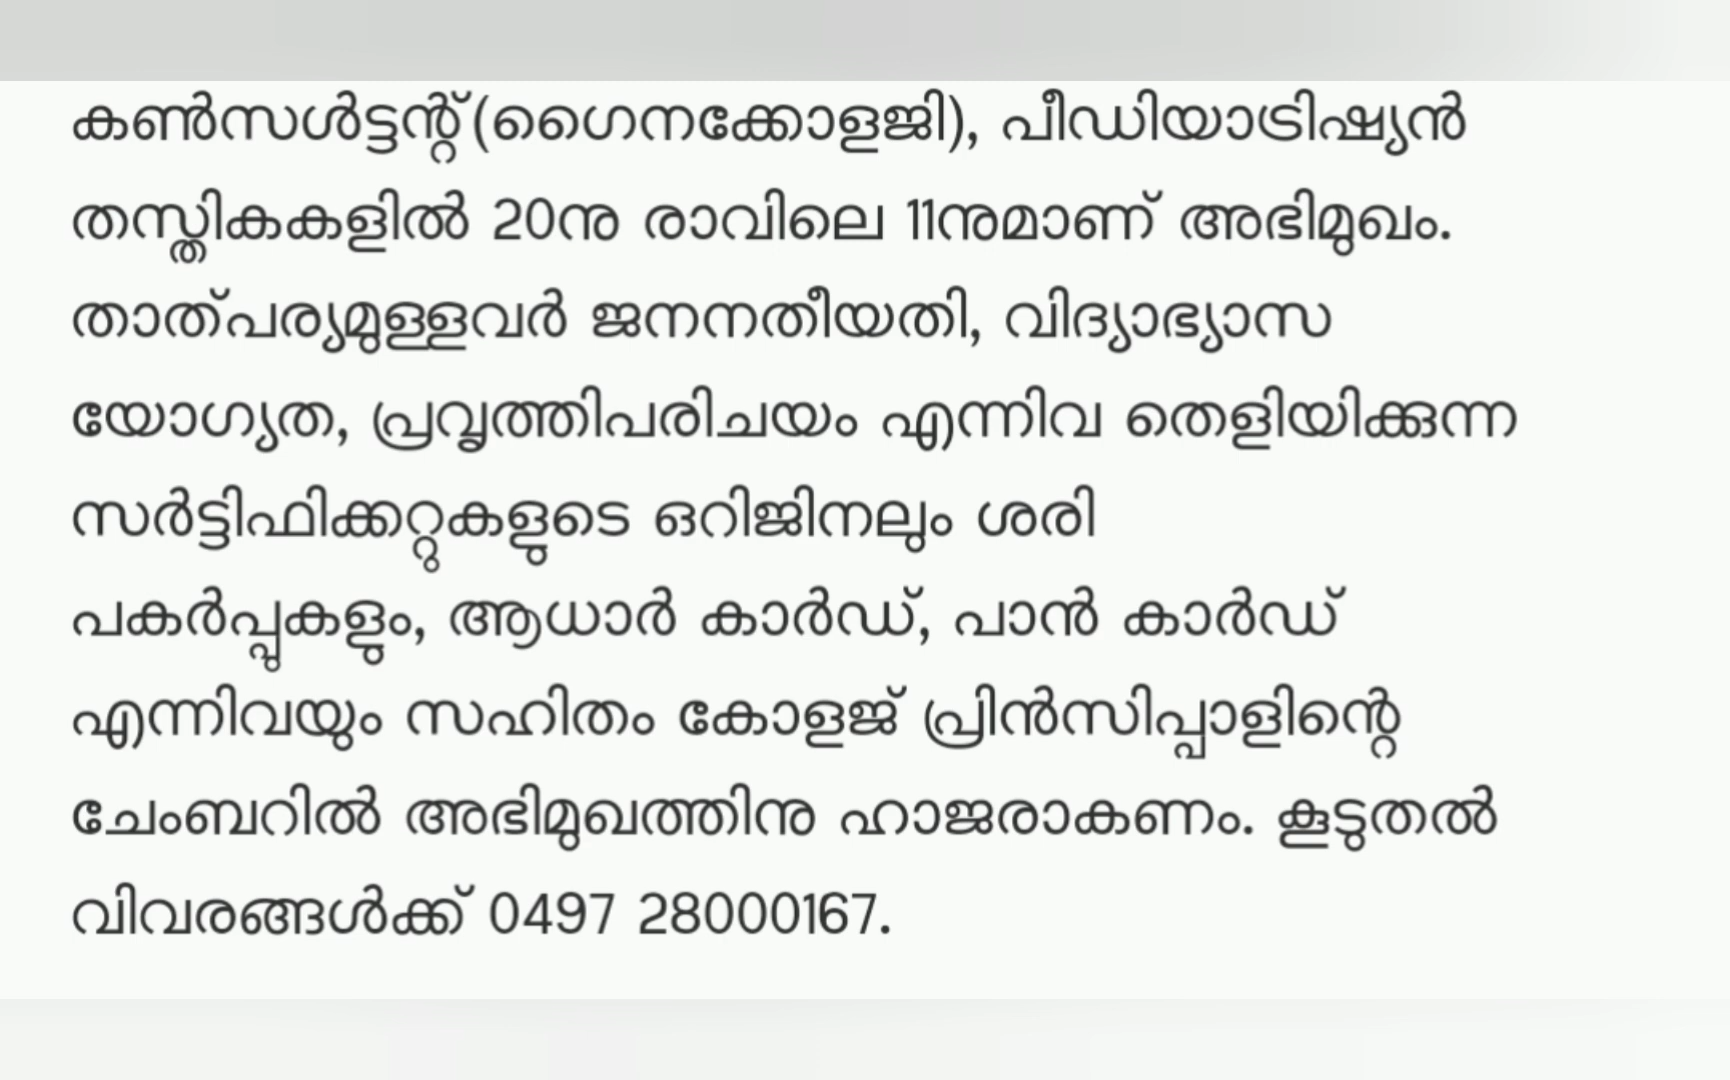 കൺസൾട്ടന്റ് (ഗൈനക്കോളജി), പീഡിയാട്രിഷ്യൻ
തസ്തികകളിൽ 20നു രാവിലെ 11നുമാണ് അഭിമുഖം.
താത്പര്യമുള്ളവർ ജനനതീയതി, വിദ്യാഭ്യാസ
യോഗ്യത, പ്രവൃത്തിപരിചയം എന്നിവ തെളിയിക്കുന്ന
സർട്ടിഫിക്കറ്റുകളുടെ ഒറിജിനലും ശരി
പകർപ്പുകളും, ആധാർ കാർഡ്, പാൻ കാർഡ്
എന്നിവയും സഹിതം കോളജ് പ്രിൻസിപ്പാളിന്റെ
ചേംബറിൽ അഭിമുഖത്തിനു ഹാജരാകണം. കൂടുതൽ
വിവരങ്ങൾക്ക് 0497 28000167.